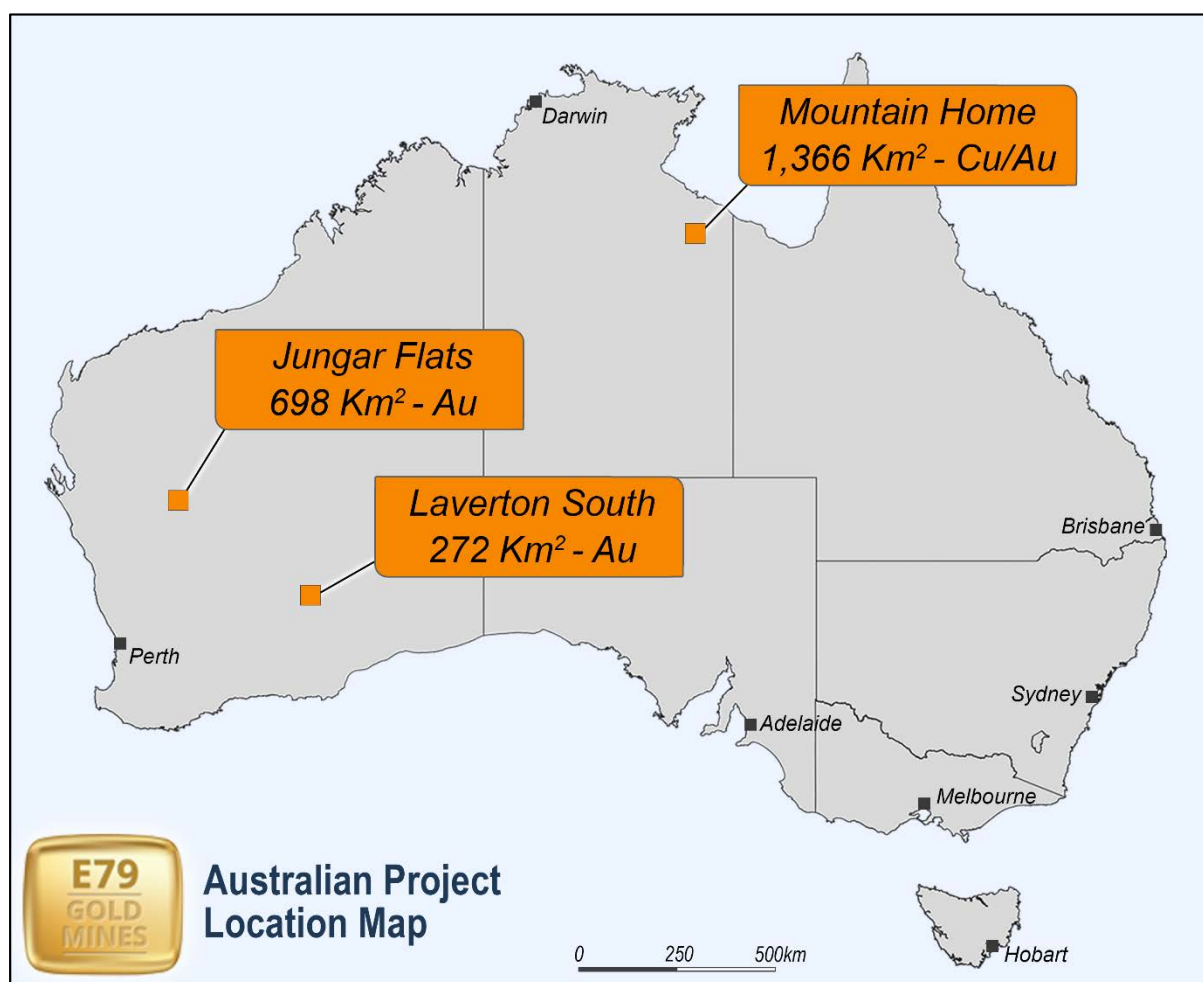 Darwin
Mountain Home
1,366 Km² - Cu/Au
Jungar Flats
698 Km² - Au
Laverton South
272 Km² - Au
Brisbane
Perth
Sydney
Adelaide
Melbourne
E79
GOLD
MINES
Australian Project
Location Map
0 250 500km
Hobart